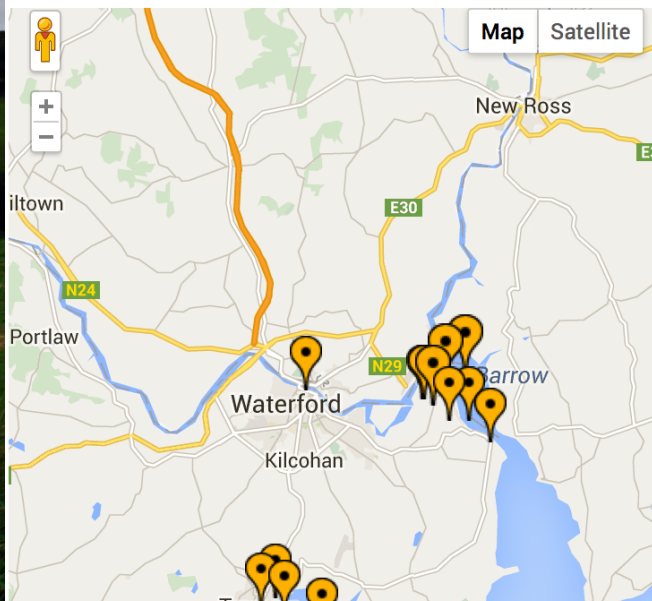 Map Satellite
+
−
New Ross
iltown
E30
N24
Portlaw
N29
Barrow
Waterford
Kilcohan